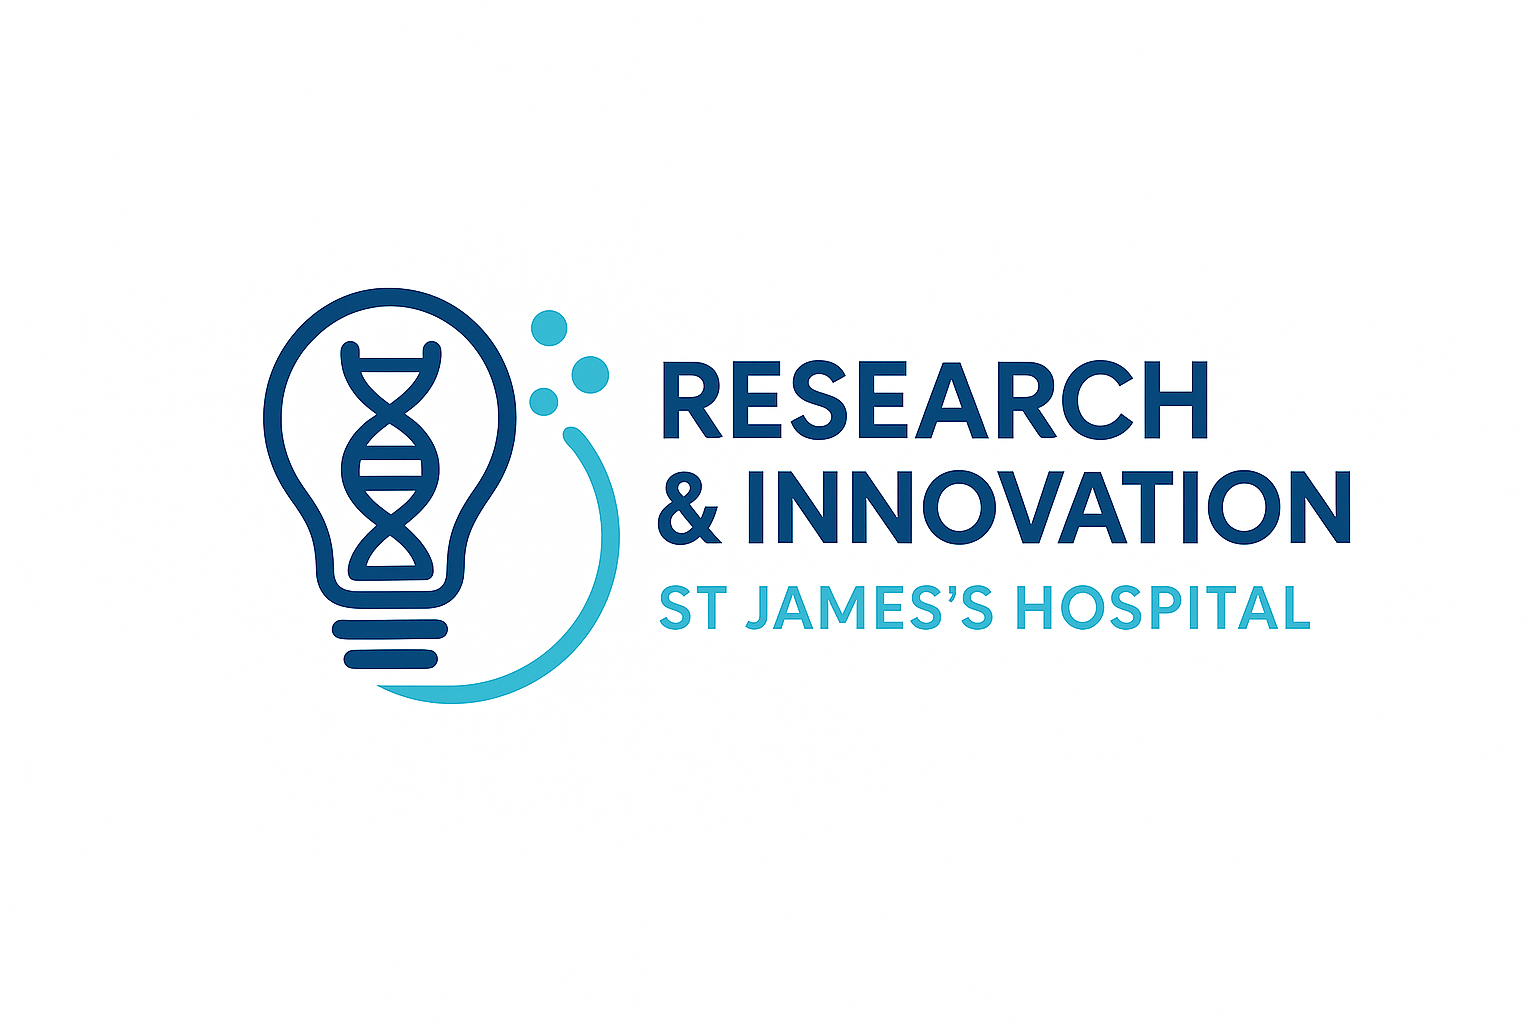 RESEARCH
& INNOVATION
ST JAMES’S HOSPITAL